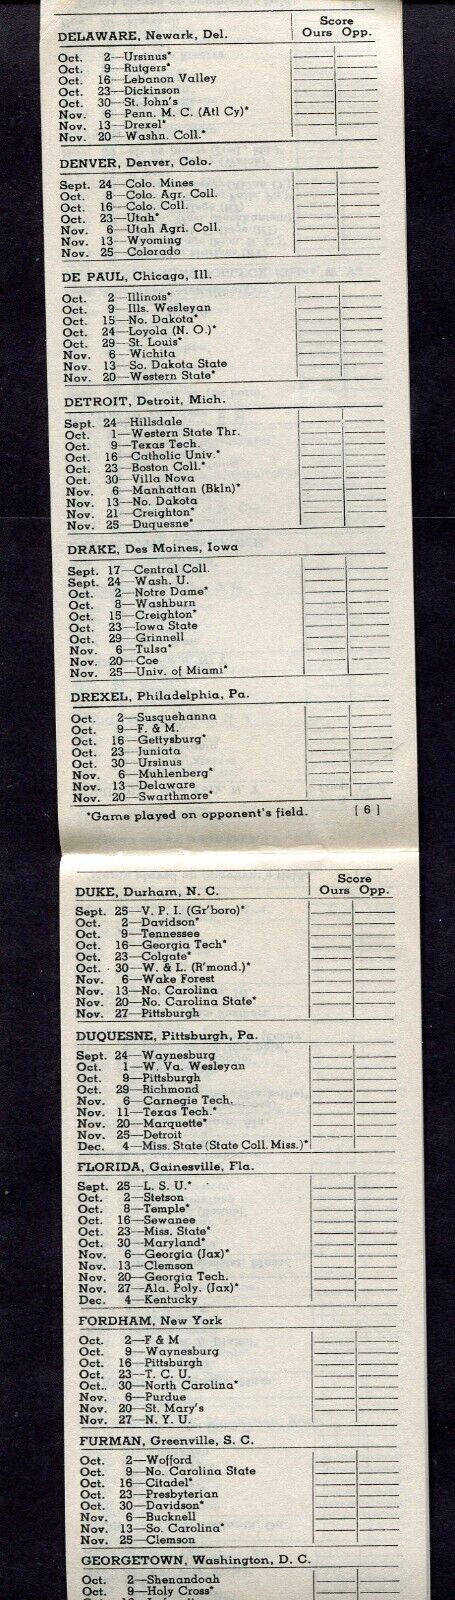 Score
DELAWARE, Newark, Del. Ours Opp.
Oct. 2—Ursinus*
Oct. 9—Rutgers*
Oct. 16—Lebanon Valley
Oct. 23—Dickinson
Oct. 30—St. John's
Nov. 6—Penn. M. C. (Atl Cy)*
Nov. 13—Drexel*
Nov. 20—Washn. Coll.*
DENVER, Denver, Colo.
Sept. 24—Colo. Mines
Oct. 8—Colo. Agr. Coll.
Oct. 16—Colo. Coll.
Oct. 23—Utah*
Nov. 6—Utah Agri. Coll.
Nov. 13—Wyoming
Nov. 25—Colorado
DE PAUL, Chicago, Ill.
Oct. 2—Illinois*
Oct. 9—Ills. Wesleyan
Oct. 15—No. Dakota*
Oct. 24—Loyola (N. O.)*
Oct. 29—St. Louis*
Nov. 6—Wichita
Nov. 13—So. Dakota State
Nov. 20—Western State*
DETROIT, Detroit, Mich.
Sept. 24—Hillsdale
Oct. 1—Western State Thr.
Oct. 9—Texas Tech.
Oct. 16—Catholic Univ.*
Oct. 23—Boston Coll.*
Oct. 30—Villa Nova
Nov. 6—Manhattan (Bkln)*
Nov. 13—No. Dakota
Nov. 21—Creighton*
Nov. 25—Duquesne*
DRAKE, Des Moines, Iowa
Sept. 17—Central Coll.
Sept. 24—Wash. U.
Oct. 2—Notre Dame*
Oct. 8—Washburn
Oct. 15—Creighton*
Oct. 23—Iowa State
Oct. 29—Grinnell
Nov. 6—Tulsa*
Nov. 20—Coe
Nov. 25—Univ. of Miami*
DREXEL, Philadelphia, Pa.
Oct. 2—Susquehanna
Oct. 9—F. & M.
Oct. 16—Gettysburg*
Oct. 23—Juniata
Oct. 30—Ursinus
Nov. 6—Muhlenberg*
Nov. 13—Delaware
Nov. 20—Swarthmore*
*Game played on opponent's field. [ 6 ]
Score
DUKE, Durham, N. C. Ours Opp.
Sept. 25—V. P. I. (Gr'boro)*
Oct. 2—Davidson*
Oct. 9—Tennessee
Oct. 16—Georgia Tech*
Oct. 23—Colgate*
Oct. 30—W. & L. (R'mond.)*
Nov. 6—Wake Forest
Nov. 13—No. Carolina
Nov. 20—No. Carolina State*
Nov. 27—Pittsburgh
DUQUESNE, Pittsburgh, Pa.
Sept. 24—Waynesburg
Oct. 1—W. Va. Wesleyan
Oct. 9—Pittsburgh
Oct. 29—Richmond
Nov. 6—Carnegie Tech.
Nov. 11—Texas Tech.*
Nov. 20—Marquette*
Nov. 25—Detroit
Dec. 4—Miss. State (State Coll. Miss.)*
FLORIDA, Gainesville, Fla.
Sept. 25—L. S. U.*
Oct. 2—Stetson
Oct. 8—Temple*
Oct. 16—Sewanee
Oct. 23—Miss. State*
Oct. 30—Maryland*
Nov. 6—Georgia (Jax)*
Nov. 13—Clemson
Nov. 20—Georgia Tech.
Nov. 27—Ala. Poly. (Jax)*
Dec. 4—Kentucky
FORDHAM, New York
Oct. 2—F & M
Oct. 9—Waynesburg
Oct. 16—Pittsburgh
Oct. 23—T. C. U.
Oct. 30—North Carolina*
Nov. 6—Purdue
Nov. 20—St. Mary's
Nov. 27—N. Y. U.
FURMAN, Greenville, S. C.
Oct. 2—Wofford
Oct. 9—No. Carolina State
Oct. 16—Citadel*
Oct. 23—Presbyterian
Oct. 30—Davidson*
Nov. 6—Bucknell
Nov. 13—So. Carolina*
Nov. 25—Clemson
GEORGETOWN, Washington, D. C.
Oct. 2—Shenandoah
Oct. 9—Holy Cross*